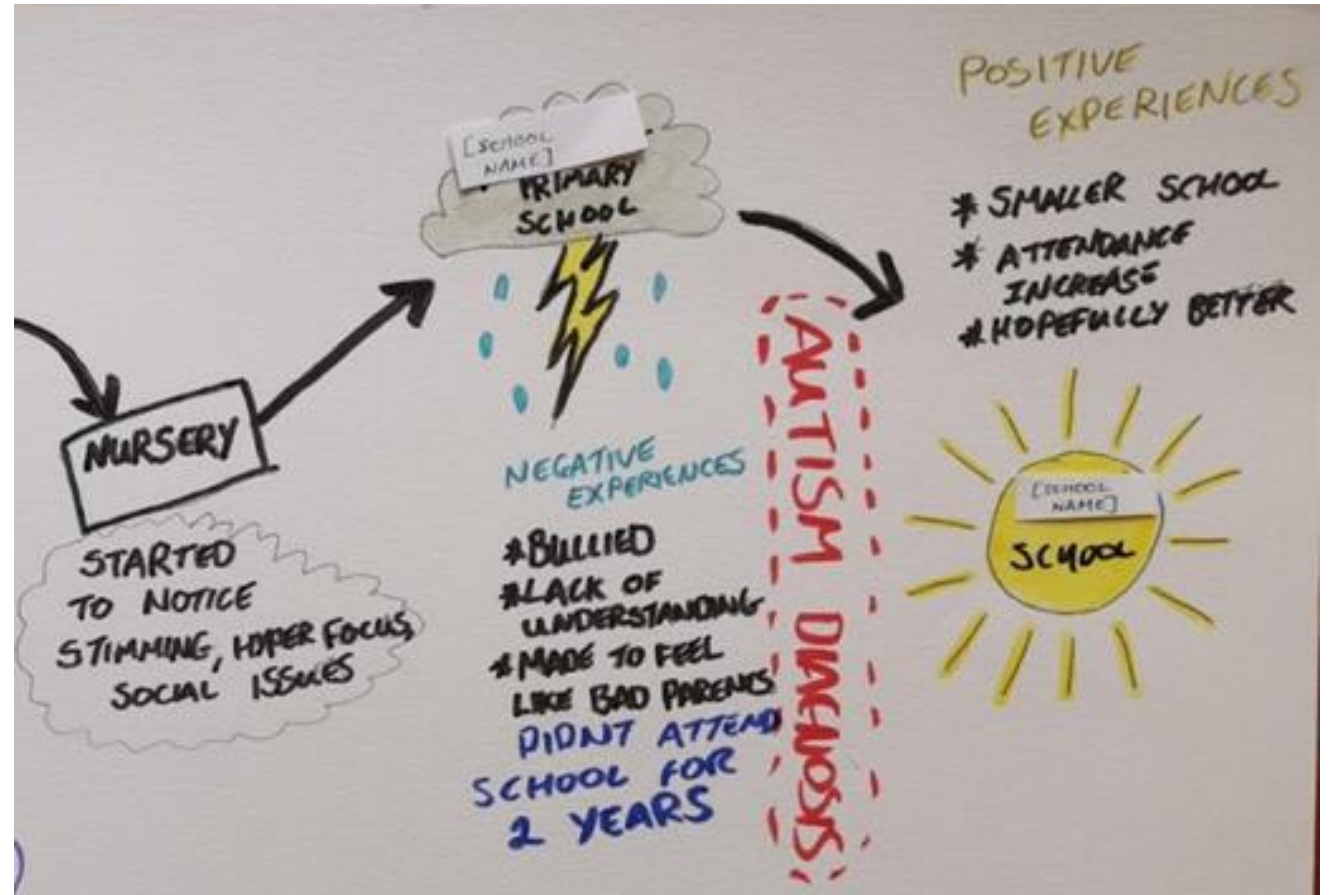 NURSERY
STARTED
TO NOTICE
STIMMING, HYPER FOCUS,
SOCIAL ISSUES
[SCHOOL
NAME]
PRIMARY
SCHOOL
NEGATIVE
EXPERIENCES
* BULLIED
* LACK OF
UNDERSTANDING
* MADE TO FEEL
LIKE BAD PARENTS
DIDNT ATTEND
SCHOOL FOR
2 YEARS
AUTISM DIAGNOSIS
POSITIVE
EXPERIENCES
* SMALLER SCHOOL
* ATTENDANCE
INCREASE
* HOPEFULLY BETTER
[SCHOOL
NAME]
SCHOOL